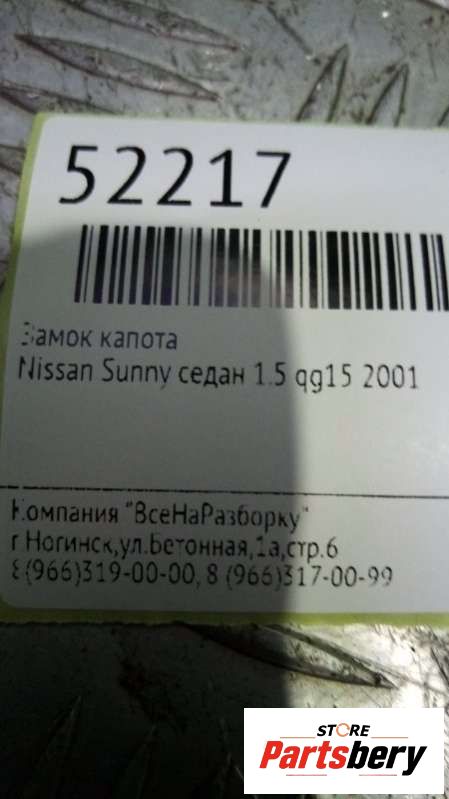 52217
Замок капота
Nissan Sunny седан 1.5 qg15 2001
Компания "ВсеНаРазборку"
г.Ногинск,ул.Бетонная,1а,стр.6
8(966)319-00-00, 8 (966)317-00-99
STORE
Partsbery